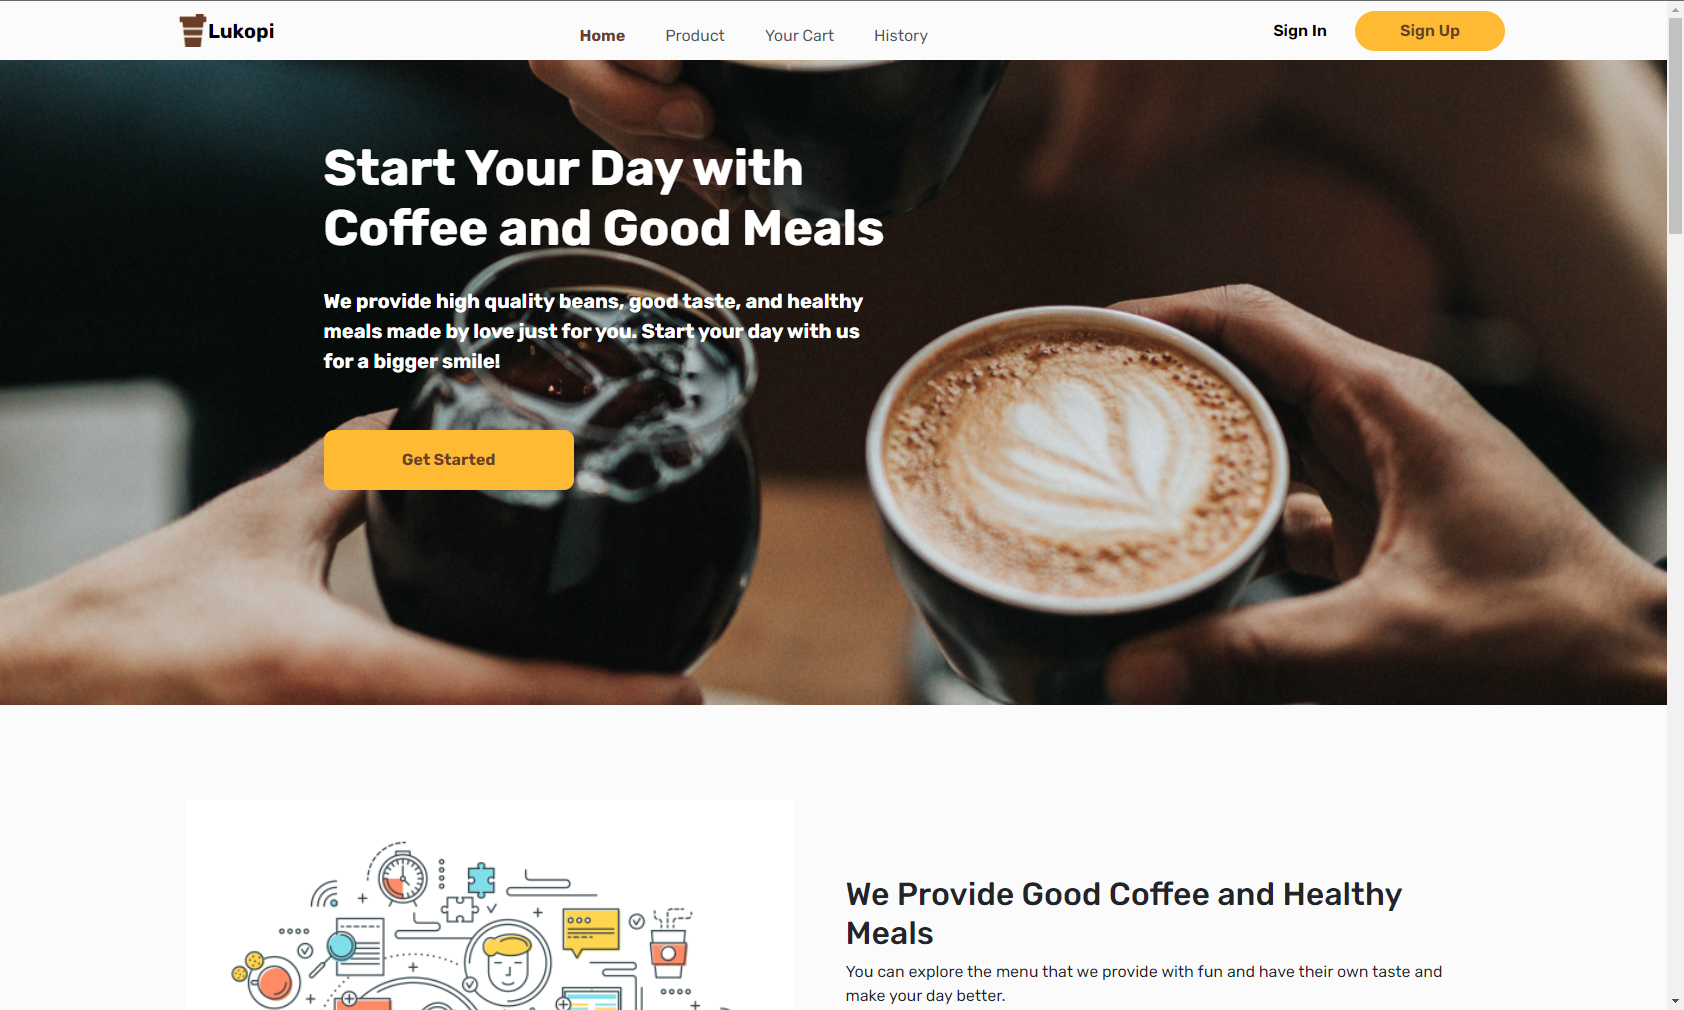 Lukopi
Home
Product
Your Cart
History
Sign In
Sign Up
Start Your Day with
Coffee and Good Meals
We provide high quality beans, good taste, and healthy
meals made by love just for you. Start your day with us
for a bigger smile!
Get Started
We Provide Good Coffee and Healthy
Meals
You can explore the menu that we provide with fun and have their own taste and
make your day better.